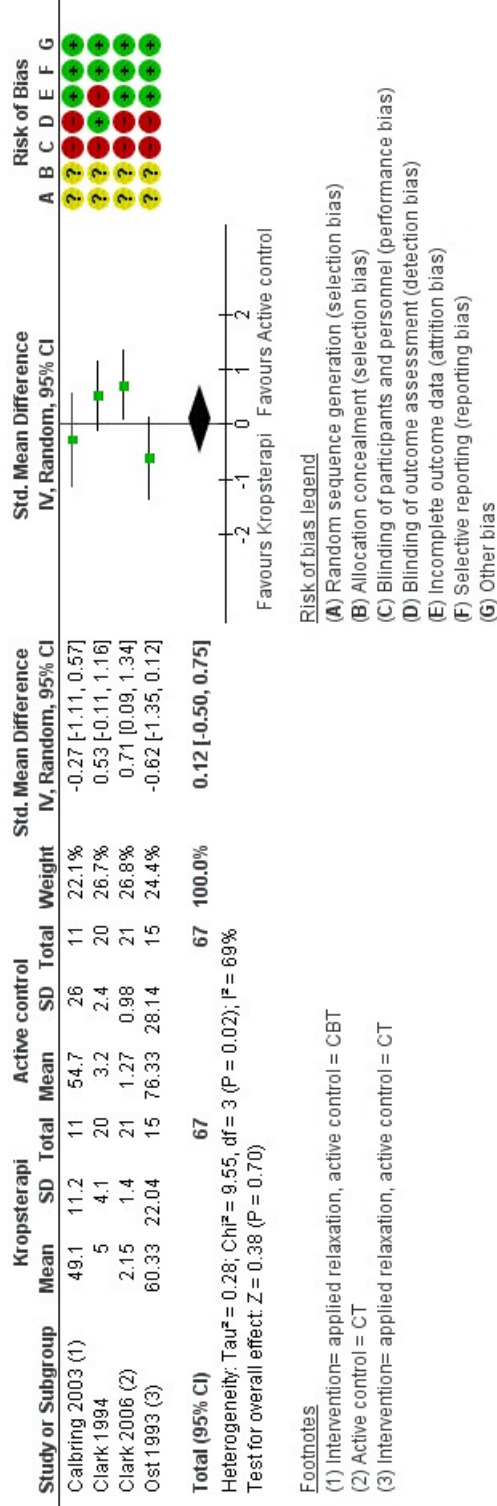 Kropsterapi Active control Std. Mean Difference Std. Mean Difference Risk of Bias
Study or Subgroup Mean SD Total Mean SD Total Weight IV, Random, 95% CI IV, Random, 95% CI A B C D E F G
Calbring 2003 (1) 49.1 11.2 11 54.7 26 11 22.1% -0.27 [-1.11, 0.57] ? ? - - + + +
Clark 1994 5 4.1 20 3.2 2.4 20 26.7% 0.53 [-0.11, 1.16] ? ? - + - + +
Clark 2006 (2) 2.15 1.4 21 1.27 0.98 21 26.8% 0.71 [0.09, 1.34] ? ? - - + + +
Ost 1993 (3) 60.33 22.04 15 76.33 28.14 15 24.4% -0.62 [-1.35, 0.12] ? ? - - + + +
Total (95% CI) 67 67 100.0% 0.12 [-0.50, 0.75]
Heterogeneity: Tau² = 0.28; Chi² = 9.55, df = 3 (P = 0.02); I² = 69%
Test for overall effect: Z = 0.38 (P = 0.70)
-2 -1 0 1 2
Favours Kropsterapi Favours Active control
Footnotes
(1) Intervention= applied relaxation, active control = CBT
(2) Active control = CT
(3) Intervention= applied relaxation, active control = CT
Risk of bias legend
(A) Random sequence generation (selection bias)
(B) Allocation concealment (selection bias)
(C) Blinding of participants and personnel (performance bias)
(D) Blinding of outcome assessment (detection bias)
(E) Incomplete outcome data (attrition bias)
(F) Selective reporting (reporting bias)
(G) Other bias